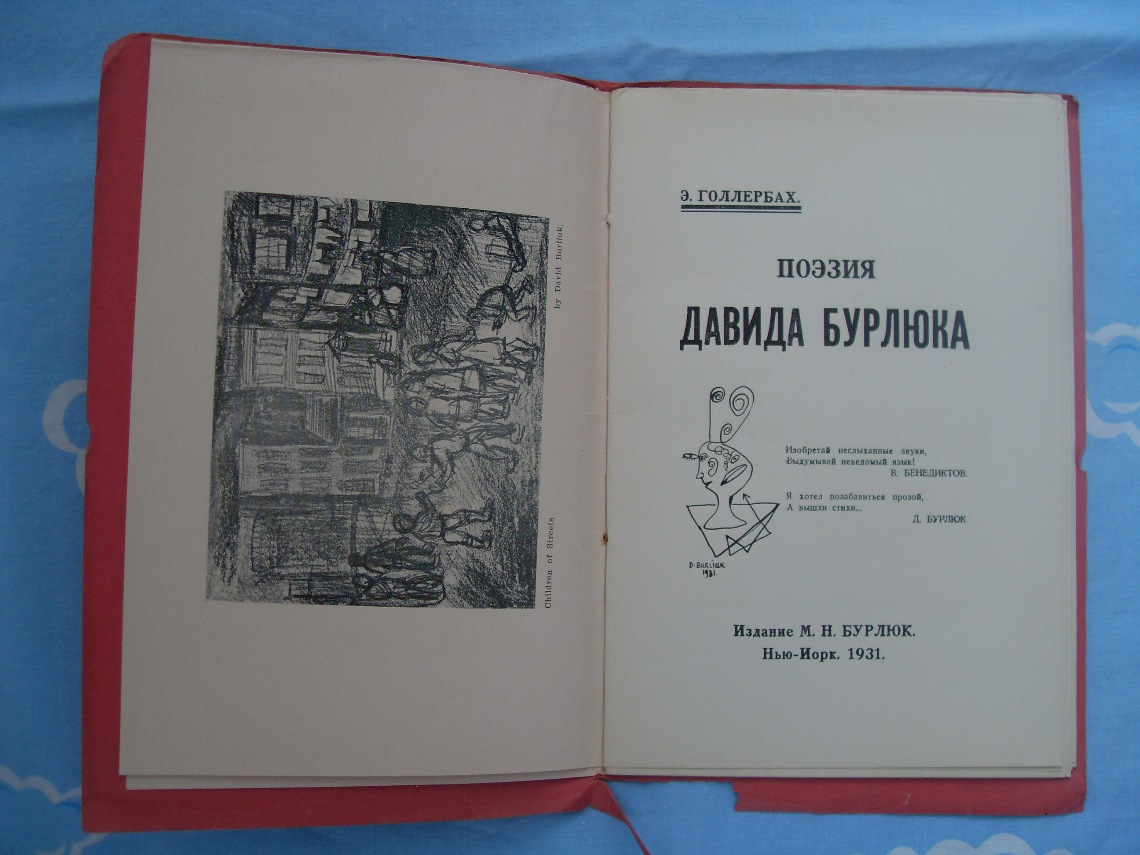 Children of Streets
by David Burliuk.
Э. ГОЛЛЕРБАХ.
ПОЭЗИЯ
ДАВИДА БУРЛЮКА
Изобретай неслыханные звуки,
Выдумывай неведомый язык!
В. БЕНЕДИКТОВ.
Я хотел позабавиться прозой,
А вышли стихи...
Д. БУРЛЮК
D. BURLIUK
1931.
Издание М. Н. БУРЛЮК.
Нью-Иорк. 1931.